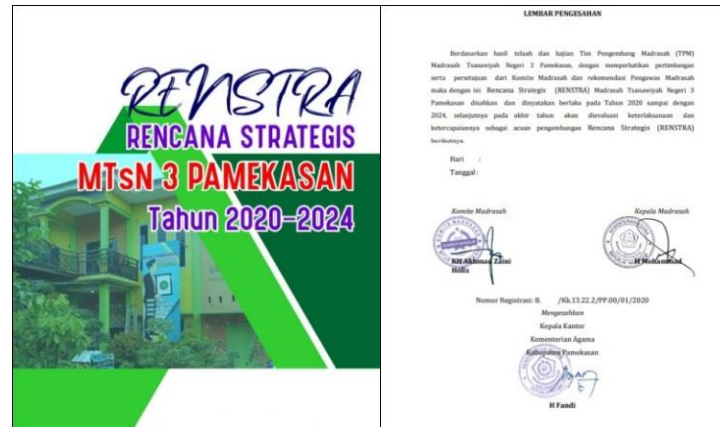 RENSTRA
RENCANA STRATEGIS
MTsN 3 PAMEKASAN
Tahun 2020-2024
LEMBAR PENGESAHAN
Berdasarkan hasil telaah dan kajian Tim Pengembang Madrasah (TPM)
Madrasah Tsanawiyah Negeri 3 Pamekasan, dengan memperhatikan pertimbangan
serta persetujuan dari Komite Madrasah dan rekomendasi Pengawas Madrasah
maka dengan ini Rencana Strategis (RENSTRA) Madrasah Tsanawiyah Negeri 3
Pamekasan disahkan dan dinyatakan berlaku pada Tahun 2020 sampai dengan
2024, selanjutnya pada akhir tahun akan dievaluasi keterlaksanaan dan
ketercapaiannya sebagai acuan pengembangan Rencana Strategis (RENSTRA)
berikutnya.
Hari :
Tanggal :
Komite Madrasah Kepala Madrasah
KH Akhmad Zaini
Holis
H Mohammad
Nomor Registrasi: B. /Kk.13.22.2/PP.00/01/2020
Mengesahkan
Kepala Kantor
Kementerian Agama
Kabupaten Pamekasan
H Fandi